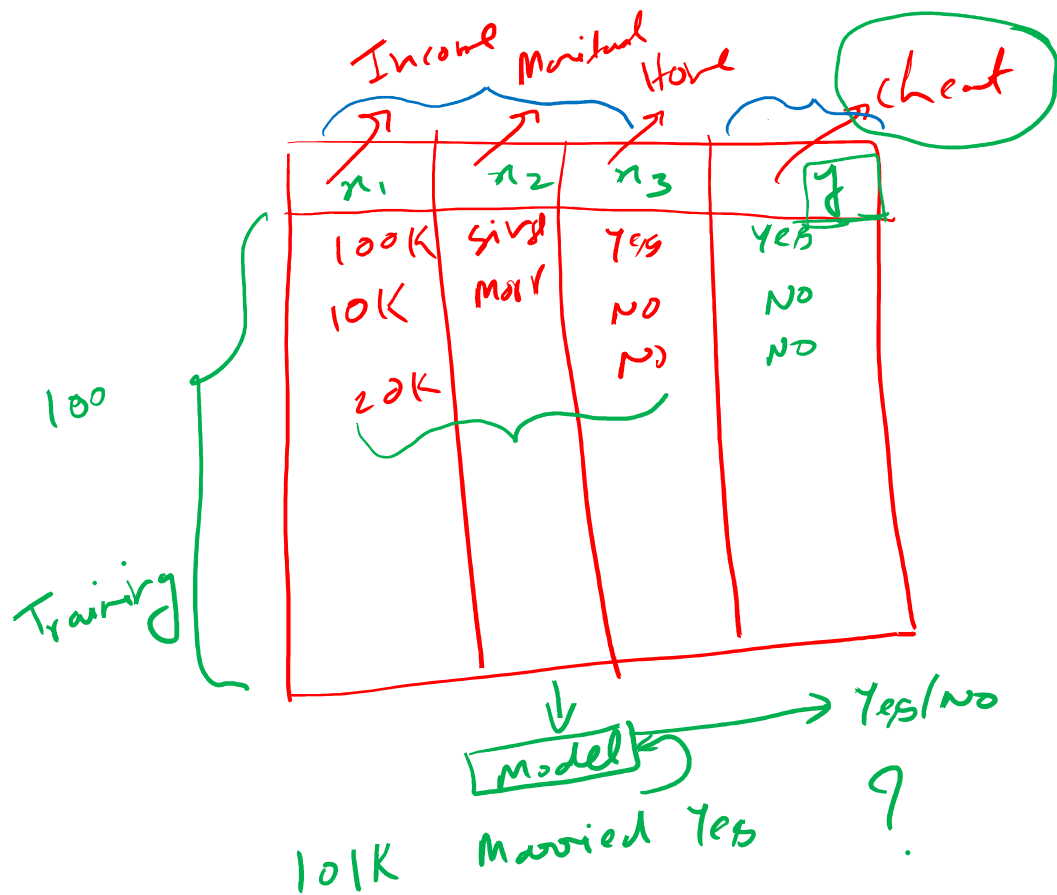 Income Marital Home cheat
x1 x2 x3 y
100K Singl Yes Yes
10K Marr NO NO
20K NO NO
100
Training
Model Yes/NO
101K Married Yes ?